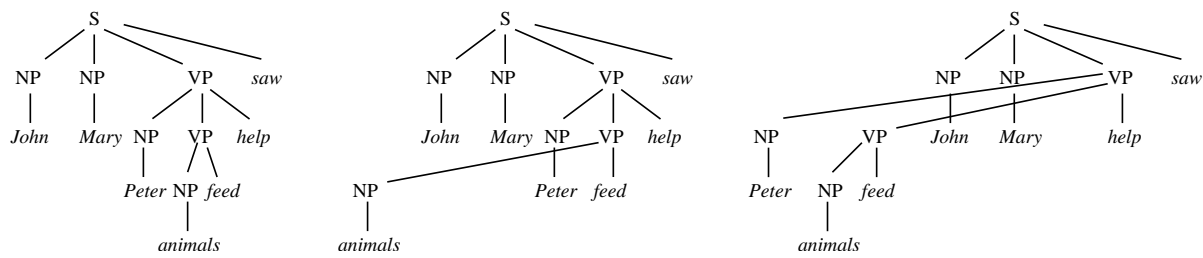 S S S
NP NP VP saw NP NP VP saw NP NP VP saw
John Mary NP VP help John Mary NP VP help NP VP John Mary help
Peter NP feed NP Peter feed Peter NP feed
animals animals animals